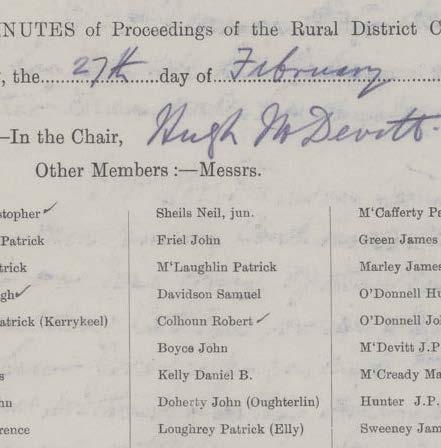 INUTES of Proceedings of the Rural District C
, the 27th day of February
—In the Chair, Hugh McDevitt.
Other Members :—Messrs.
stopher ✓ Sheils Neil, jun. M‘Cafferty Pa
Patrick Friel John Green James
trick M‘Laughlin Patrick Marley James
gh ✓ Davidson Samuel O’Donnell Hu
atrick (Kerrykeel) Colhoun Robert ✓ O’Donnell Joh
Boyce John M‘Devitt J.P.
s Kelly Daniel B. M‘Cready Ma
hn Doherty John (Oughterlin) Hunter J.P.
rence Loughrey Patrick (Elly) Sweeney Jam